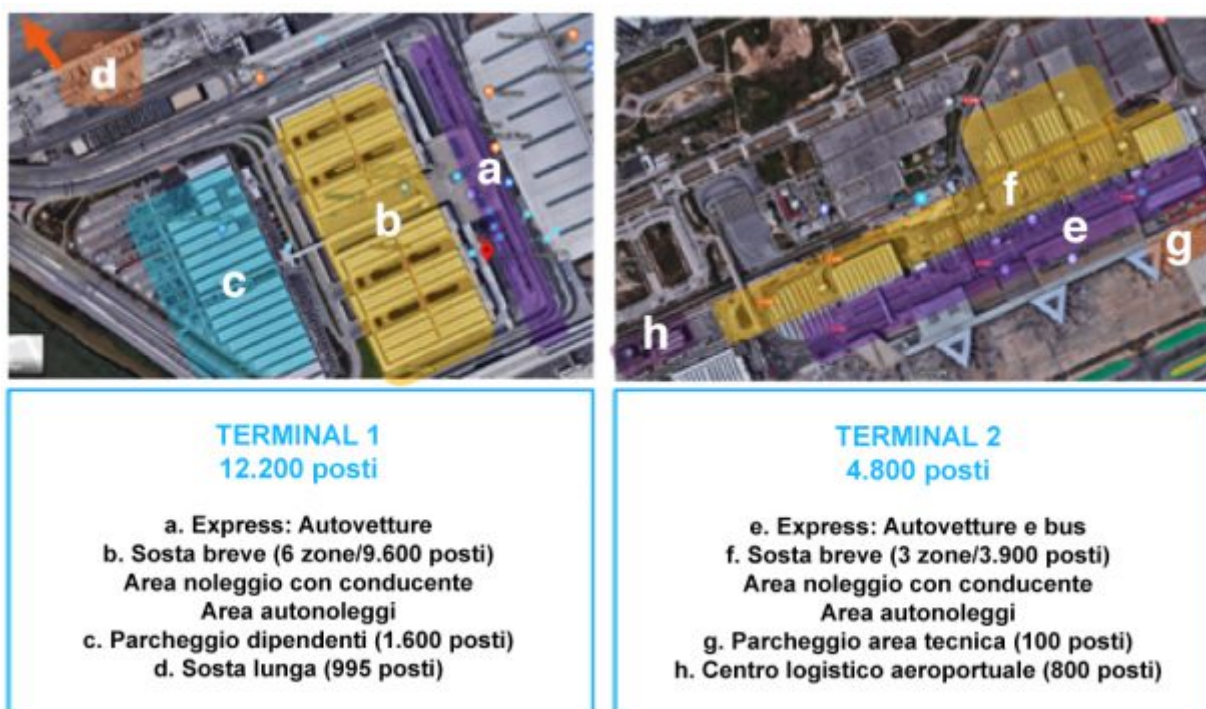 d
a
b
c
f
e
g
h
TERMINAL 1
12.200 posti
a. Express: Autovetture
b. Sosta breve (6 zone/9.600 posti)
Area noleggio con conducente
Area autonoleggi
c. Parcheggio dipendenti (1.600 posti)
d. Sosta lunga (995 posti)
TERMINAL 2
4.800 posti
e. Express: Autovetture e bus
f. Sosta breve (3 zone/3.900 posti)
Area noleggio con conducente
Area autonoleggi
g. Parcheggio area tecnica (100 posti)
h. Centro logistico aeroportuale (800 posti)